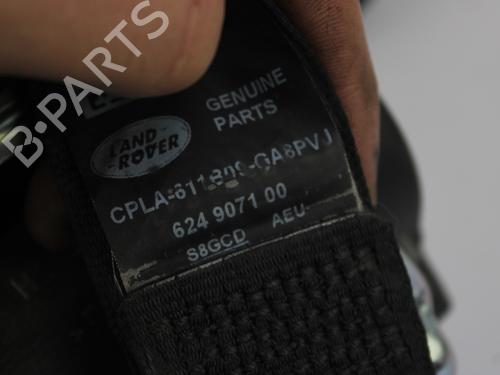 B-PARTS
GENUINE
PARTS
LAND
ROVER
624 9071 00
S8GCD AEU